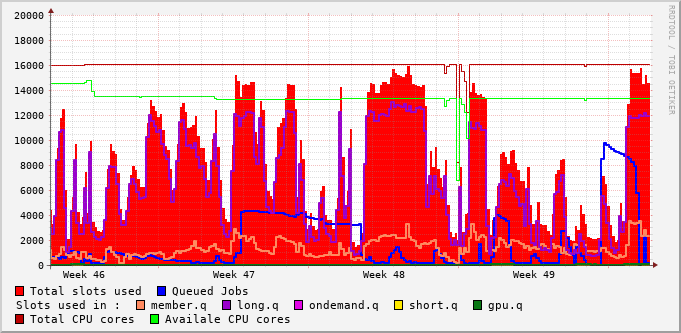 RRDTOOL / TOBI OETIKER
20000
18000
16000
14000
12000
10000
8000
6000
4000
2000
0
Week 46 Week 47 Week 48 Week 49
Total slots used Queued Jobs
Slots used in : member.q long.q ondemand.q short.q gpu.q
Total CPU cores Availale CPU cores